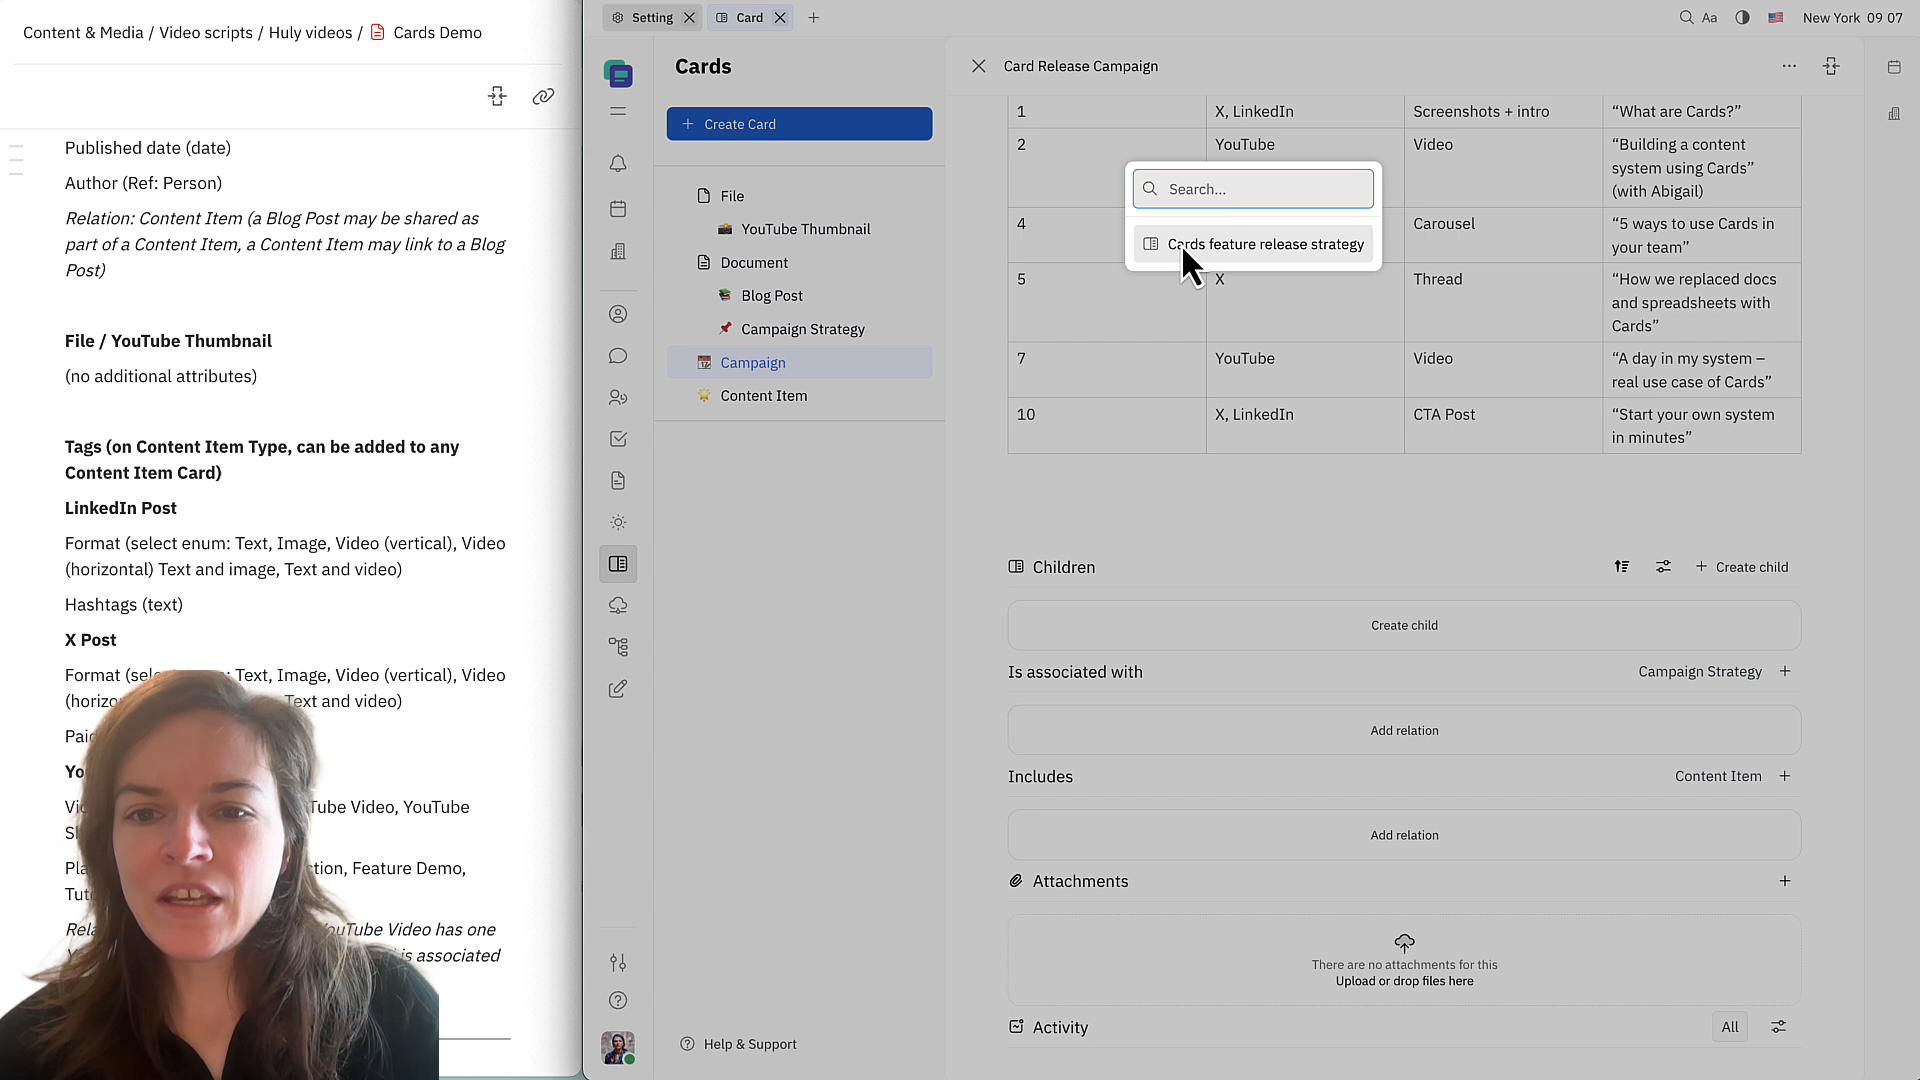 Content & Media / Video scripts / Huly videos / Cards Demo
Published date (date)
Author (Ref: Person)
Relation: Content Item (a Blog Post may be shared as
part of a Content Item, a Content Item may link to a Blog
Post)
File / YouTube Thumbnail
(no additional attributes)
Tags (on Content Item Type, can be added to any
Content Item Card)
LinkedIn Post
Format (select enum: Text, Image, Video (vertical), Video
(horizontal) Text and image, Text and video)
Hashtags (text)
X Post
Text, Image, Video (vertical), Video
Text and video)
Tube Video, YouTube
Feature Demo,
YouTube Video has one
is associated
Setting
Card
Aa
New York 09 07
Cards
Create Card
File
YouTube Thumbnail
Document
Blog Post
Campaign Strategy
Campaign
Content Item
Help & Support
Card Release Campaign
1 X, LinkedIn Screenshots + intro “What are Cards?”
2 YouTube Video “Building a content
system using Cards”
(with Abigail)
4 Carousel “5 ways to use Cards in
your team”
5 X Thread “How we replaced docs
and spreadsheets with
Cards”
7 YouTube Video “A day in my system –
real use case of Cards”
10 X, LinkedIn CTA Post “Start your own system
in minutes”
Search...
Cards feature release strategy
Children
Create child
Create child
Is associated with
Campaign Strategy
Add relation
Includes
Content Item
Add relation
Attachments
There are no attachments for this
Upload or drop files here
Activity
All